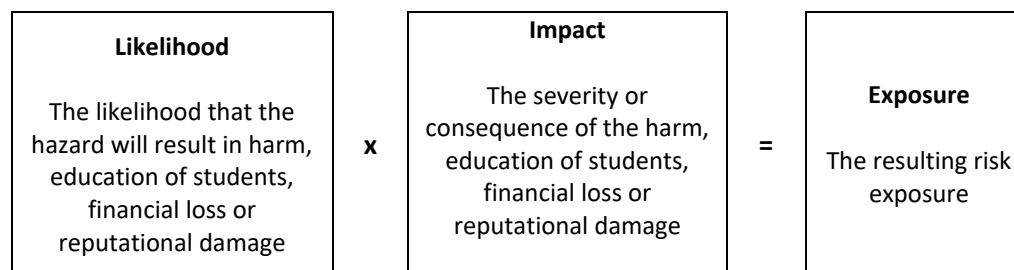 Likelihood
The likelihood that the
hazard will result in harm,
education of students,
financial loss or
reputational damage
x
Impact
The severity or
consequence of the harm,
education of students,
financial loss or
reputational damage
=
Exposure
The resulting risk
exposure